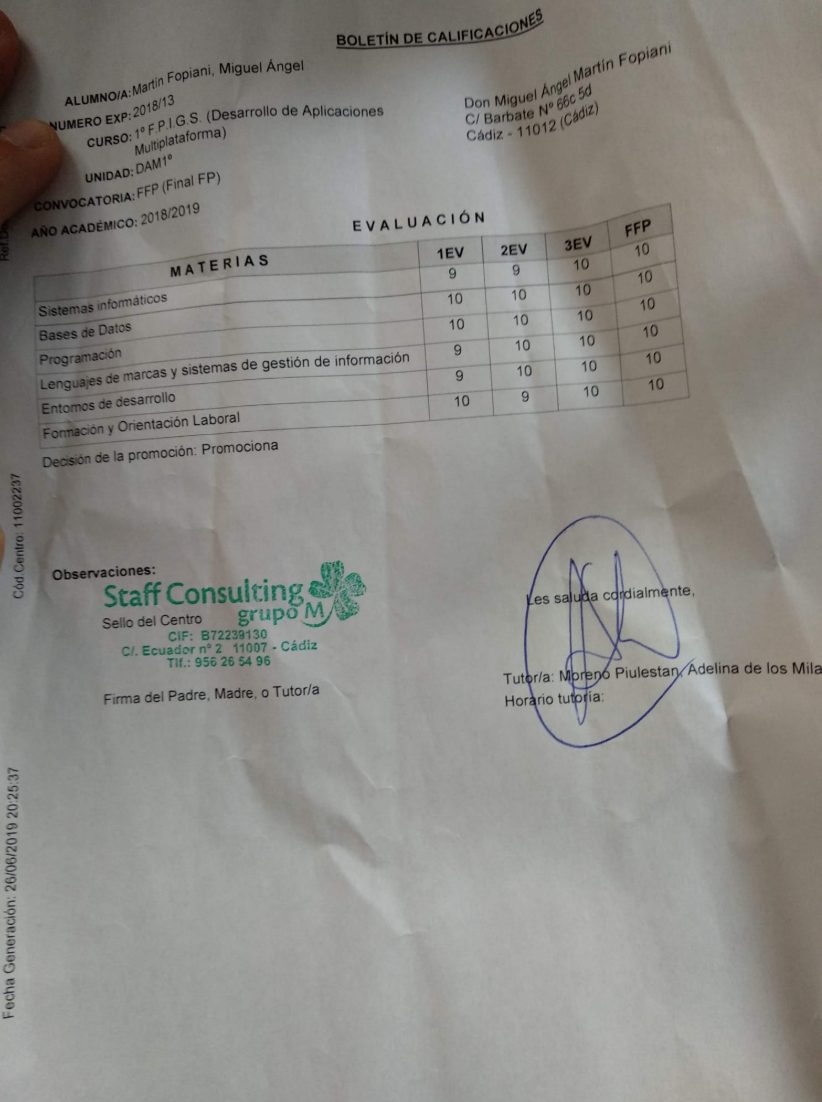 BOLETÍN DE CALIFICACIONES
ALUMNO/A: Martín Fopiani, Miguel Ángel
NUMERO EXP: 2018/13
CURSO: 1º F.P.I.G.S. (Desarrollo de Aplicaciones
Multiplataforma)
UNIDAD: DAM1º
CONVOCATORIA: FFP (Final FP)
AÑO ACADÉMICO: 2018/2019
Don Miguel Ángel Martín Fopiani
C/ Barbate Nº 66c 5d
Cádiz - 11012 (Cádiz)
EVALUACIÓN
MATERIAS 1EV 2EV 3EV FFP
Sistemas informáticos 9 9 10 10
Bases de Datos 10 10 10 10
Programación 10 10 10 10
Lenguajes de marcas y sistemas de gestión de información 9 10 10 10
Entornos de desarrollo 9 10 10 10
Formación y Orientación Laboral 10 9 10 10
Decisión de la promoción: Promociona
Observaciones:
Staff Consulting
grupo M
Sello del Centro
CIF: B72239130
C/. Ecuador nº 2 11007 - Cádiz
Tlf.: 956 26 54 96
Firma del Padre, Madre, o Tutor/a
Les saluda cordialmente,
Tutor/a: Moreno Piulestan, Adelina de los Mila
Horario tutoría:
Cód.Centro: 11002237
Fecha Generación: 26/06/2019 20:25:37